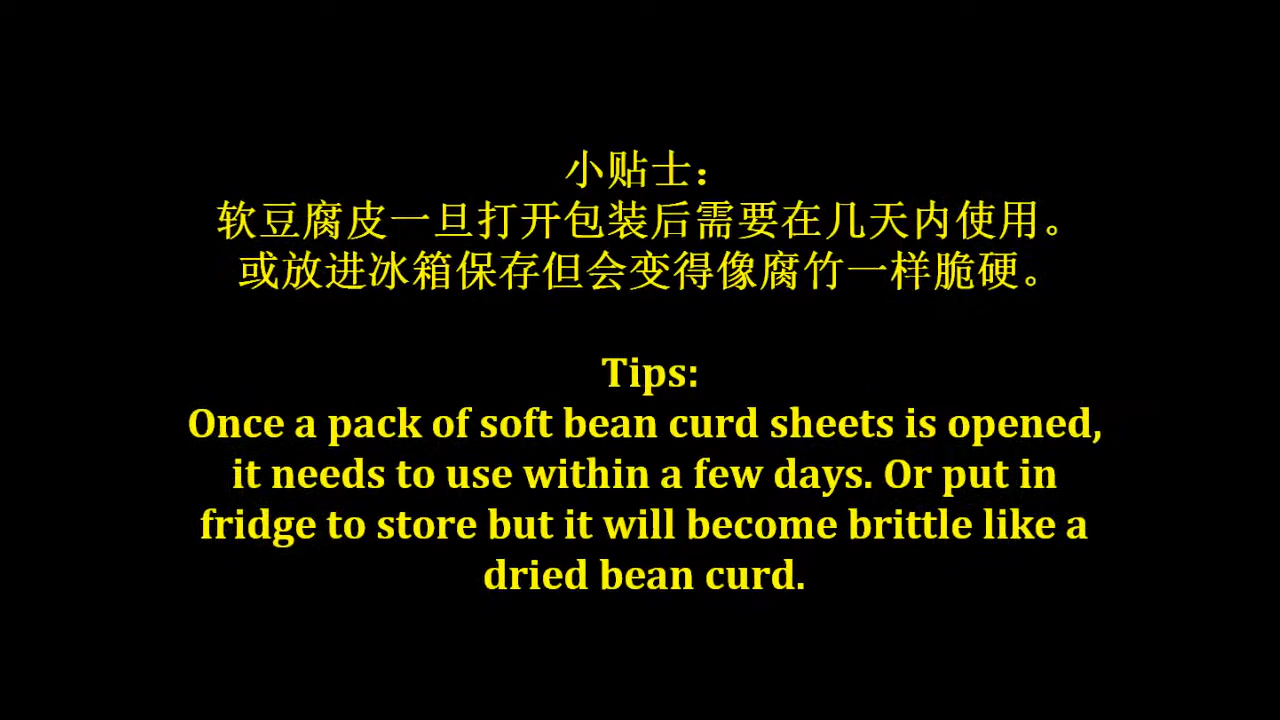 小贴士：
软豆腐皮一旦打开包装后需要在几天内使用。
或放进冰箱保存但会变得像腐竹一样脆硬。
Tips:
Once a pack of soft bean curd sheets is opened,
it needs to use within a few days. Or put in
fridge to store but it will become brittle like a
dried bean curd.